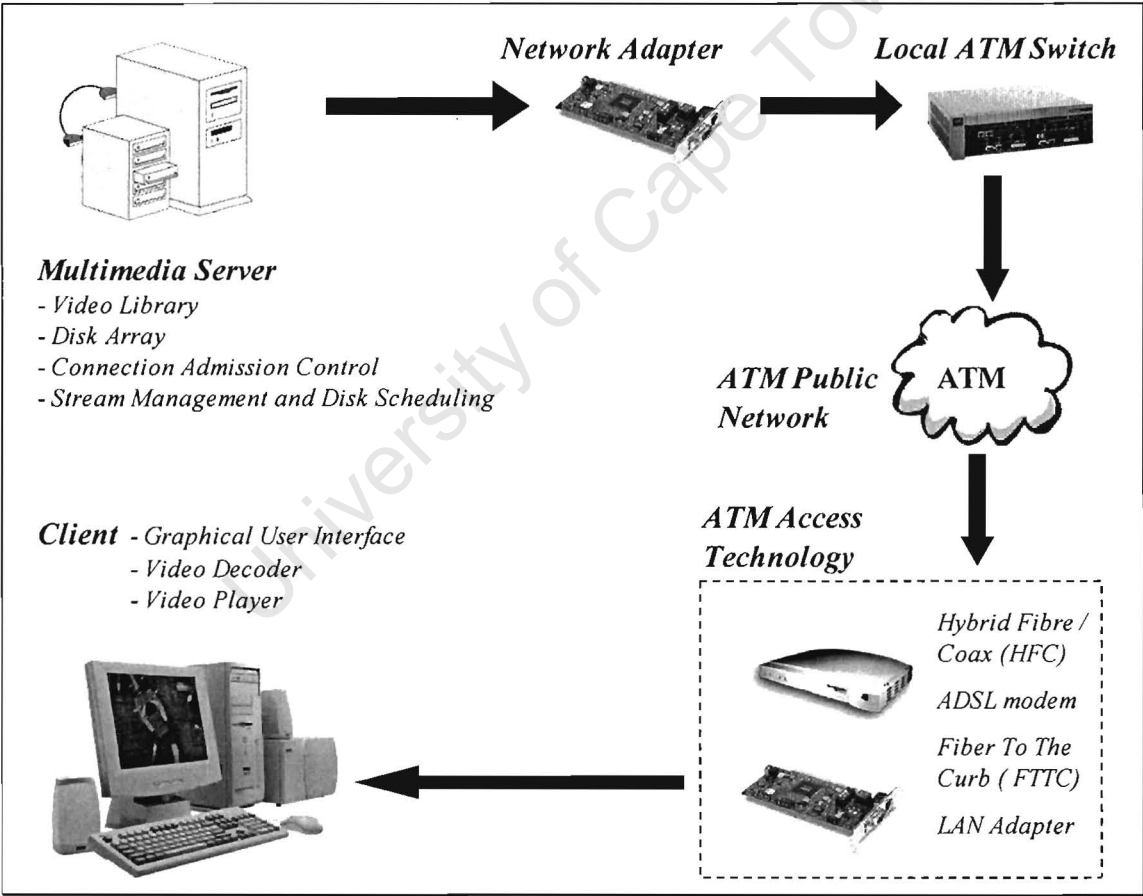 Network Adapter
Local ATM Switch
Multimedia Server
- Video Library
- Disk Array
- Connection Admission Control
- Stream Management and Disk Scheduling
ATM Public
Network
ATM
ATM Access
Technology
Client - Graphical User Interface
- Video Decoder
- Video Player
Hybrid Fibre /
Coax (HFC)
ADSL modem
Fiber To The
Curb ( FTTC)
LAN Adapter
University of Cape Tow